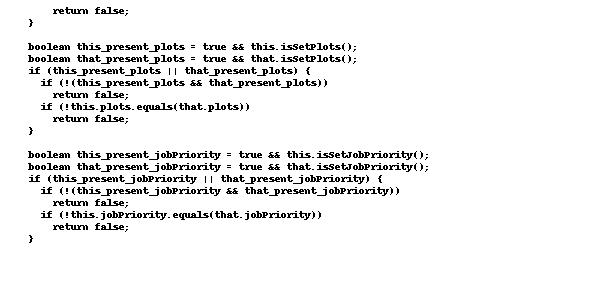 return false;
}
boolean this_present_plots = true && this.isSetPlots();
boolean that_present_plots = true && that.isSetPlots();
if (this_present_plots || that_present_plots) {
if (!(this_present_plots && that_present_plots))
return false;
if (!this.plots.equals(that.plots))
return false;
}
boolean this_present_jobPriority = true && this.isSetJobPriority();
boolean that_present_jobPriority = true && that.isSetJobPriority();
if (this_present_jobPriority || that_present_jobPriority) {
if (!(this_present_jobPriority && that_present_jobPriority))
return false;
if (!this.jobPriority.equals(that.jobPriority))
return false;
}